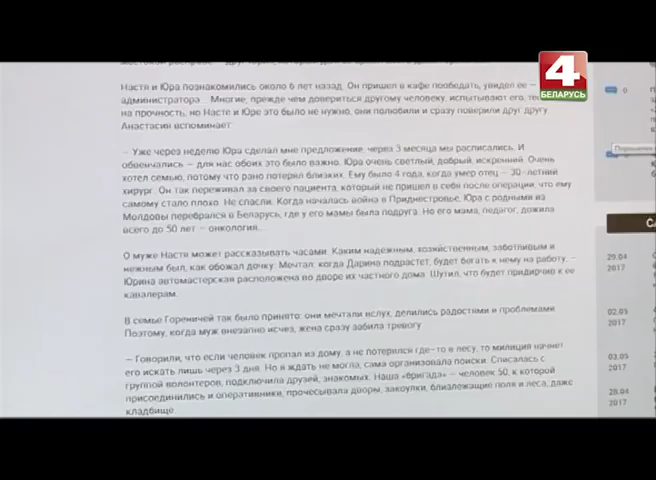 4
БЕЛАРУСЬ
Настя и Юра познакомились около 6 лет назад. Он пришел в кафе пообедать, увидел ее –
администратора. Многие, прежде чем довериться другому человеку, испытывают его,
на прочность, но Насте и Юре это было не нужно, они полюбили и сразу поверили друг другу.
Анастасия вспоминает:
– Уже через неделю Юра сделал мне предложение, через 3 месяца мы расписались. И
обвенчались – для нас обоих это было важно. Юра очень светлый, добрый, искренний. Очень
хотел семью, потому что рано потерял близких. Ему было 4 года, когда умер отец – 30-летний
хирург. Он так переживал за своего пациента, который не пришел в себя после операции, что ему
самому стало плохо. Не спасли. Когда началась война в Приднестровье, Юра с родными из
Молдовы перебрался в Беларусь, где у его мамы была подруга. Но его мама, педагог, дожила
всего до 50 лет – онкология...
О муже Настя может рассказывать часами. Каким надежным, хозяйственным, заботливым и
нежным был, как обожал дочку. Мечтал: когда Дарина подрастет, будет бегать к нему на работу, –
Юрина автомастерская расположена во дворе их частного дома. Шутил, что будет придирчив к ее
кавалерам.
В семье Гореничей так было принято: они мечтали вслух, делились радостями и проблемами.
Поэтому, когда муж внезапно исчез, жена сразу забила тревогу.
– Говорили, что если человек пропал из дому, а не потерялся где-то в лесу, то милиция начнет
его искать лишь через 3 дня. Но я ждать не могла, сама организовала поиски. Списалась с
группой волонтеров, подключила друзей, знакомых. Наша «бригада» – человек 50, к которой
присоединились и оперативники, прочесывала дворы, закоулки, близлежащие поля и леса, даже
кладбище.
0
29.04
2017
02.05
2017
03.05
2017
28.04
2017